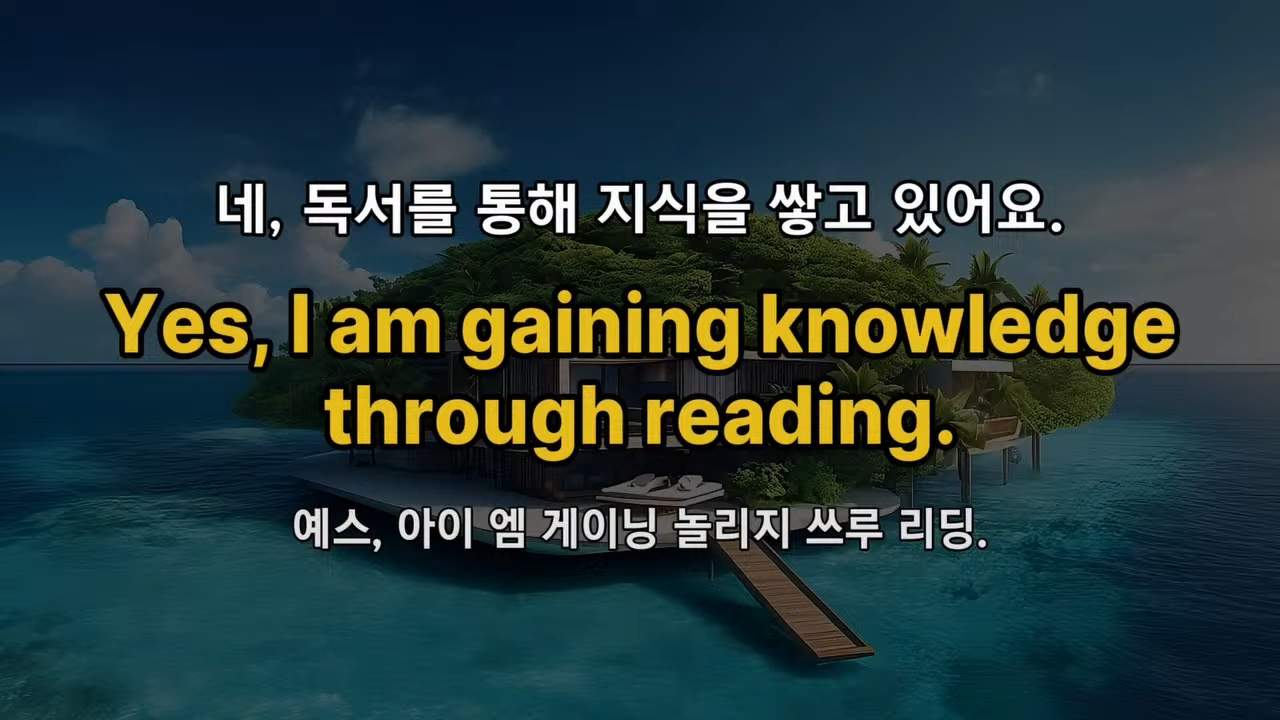 네, 독서를 통해 지식을 쌓고 있어요.
Yes, I am gaining knowledge
through reading.
예스, 아이 엠 게이닝 놀리지 쓰루 리딩.